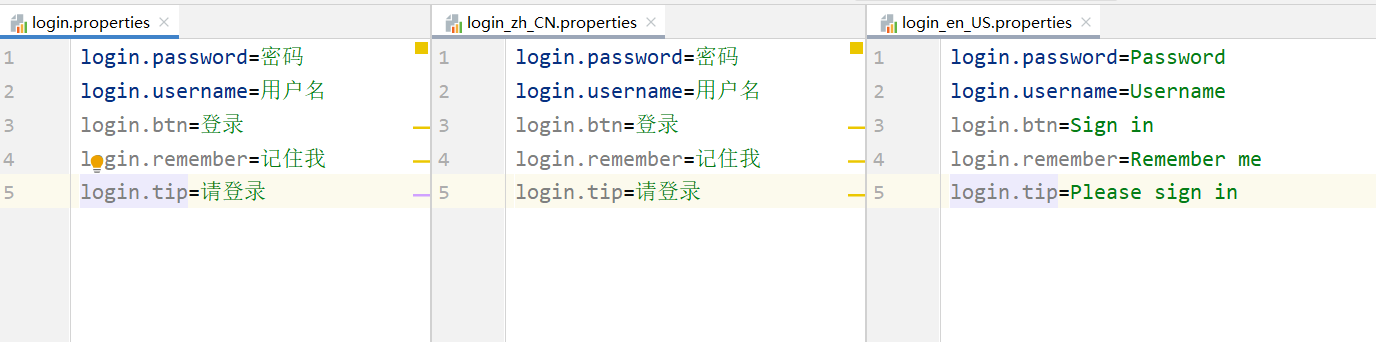 login.properties
1 login.password=密码
2 login.username=用户名
3 login.btn=登录
4 login.remember=记住我
5 login.tip=请登录
login_zh_CN.properties
1 login.password=密码
2 login.username=用户名
3 login.btn=登录
4 login.remember=记住我
5 login.tip=请登录
login_en_US.properties
1 login.password=Password
2 login.username=Username
3 login.btn=Sign in
4 login.remember=Remember me
5 login.tip=Please sign in